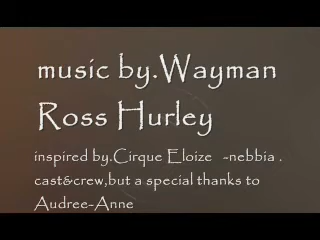 music by.Wayman
Ross Hurley
inspired by.Cirque Eloize -nebbia .
cast&crew,but a special thanks to
Audree-Anne